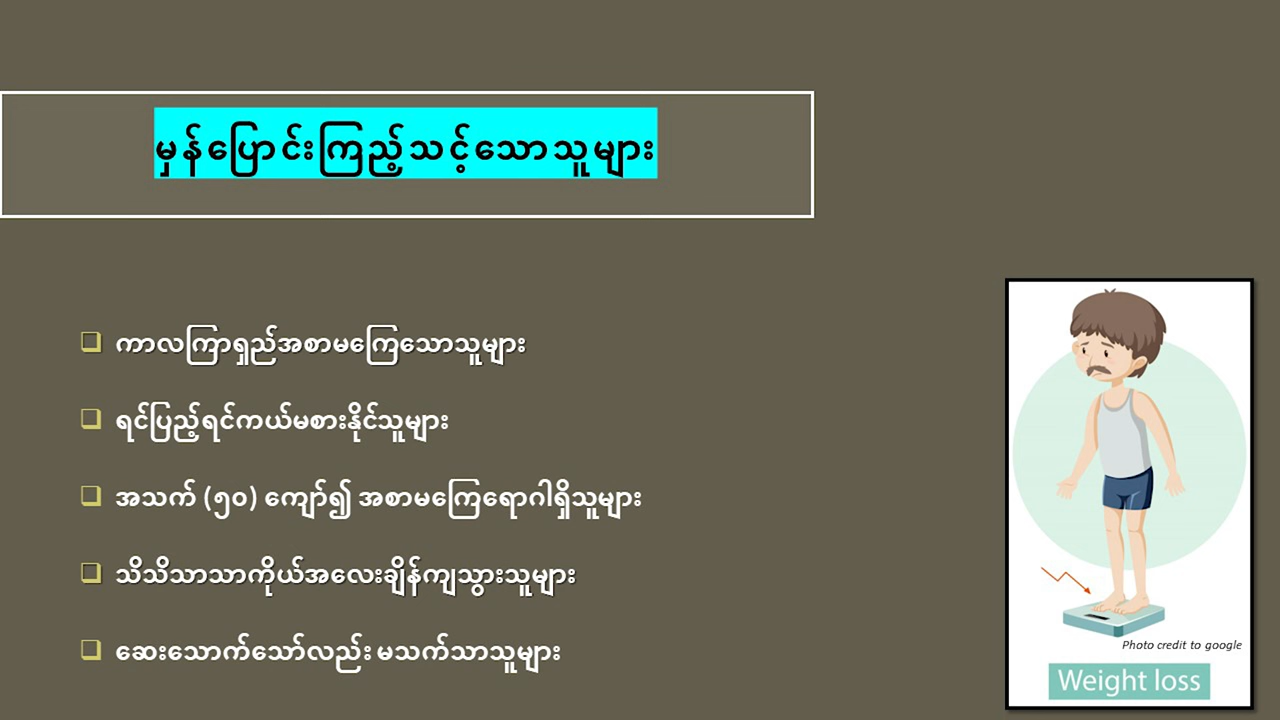 မှန်ပြောင်းကြည့်သင့်သောသူများ
❑ ကာလကြာရှည်အစာမကြေသောသူများ
❑ ရင်ပြည့်ရင်ကယ်မစားနိုင်သူများ
❑ အသက် (၅၀) ကျော်၍ အစာမကြေရောဂါရှိသူများ
❑ သိသိသာသာကိုယ်အလေးချိန်ကျသွားသူများ
❑ ဆေးသောက်သော်လည်း မသက်သာသူများ
Photo credit to google
Weight loss